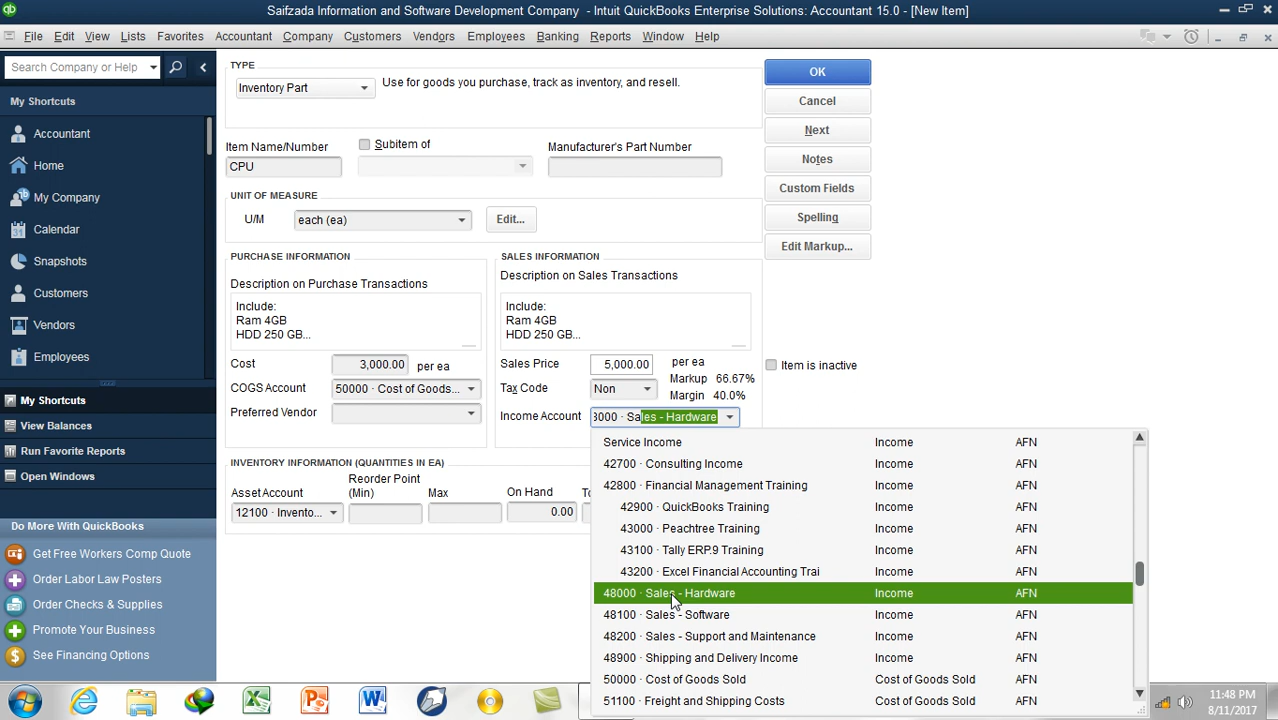 Saifzada Information and Software Development Company - Intuit QuickBooks Enterprise Solutions: Accountant 15.0 - [New Item]
File Edit View Lists Favorites Accountant Company Customers Vendors Employees Banking Reports Window Help
Search Company or Help
My Shortcuts
Accountant
Home
My Company
Calendar
Snapshots
Customers
Vendors
Employees
My Shortcuts
View Balances
Run Favorite Reports
Open Windows
Do More With QuickBooks
Get Free Workers Comp Quote
Order Labor Law Posters
Order Checks & Supplies
Promote Your Business
See Financing Options
TYPE
Inventory Part
Use for goods you purchase, track as inventory, and resell.
OK
Cancel
Next
Notes
Custom Fields
Spelling
Edit Markup...
Item Name/Number
Subitem of
Manufacturer's Part Number
CPU
UNIT OF MEASURE
U/M each (ea) Edit...
PURCHASE INFORMATION
Description on Purchase Transactions
Include:
Ram 4GB
HDD 250 GB...
Cost 3,000.00 per ea
COGS Account 50000 · Cost of Goods...
Preferred Vendor
SALES INFORMATION
Description on Sales Transactions
Include:
Ram 4GB
HDD 250 GB...
Sales Price 5,000.00 per ea
Tax Code Non
Markup 66.67%
Margin 40.0%
Income Account 3000 · Sales - Hardware
Item is inactive
INVENTORY INFORMATION (QUANTITIES IN EA)
Asset Account Reorder Point (Min) Max On Hand To
12100 · Invento... 0.00
Service Income Income AFN
42700 · Consulting Income Income AFN
42800 · Financial Management Training Income AFN
42900 · QuickBooks Training Income AFN
43000 · Peachtree Training Income AFN
43100 · Tally ERP.9 Training Income AFN
43200 · Excel Financial Accounting Trai Income AFN
48000 · Sales - Hardware Income AFN
48100 · Sales - Software Income AFN
48200 · Sales - Support and Maintenance Income AFN
48900 · Shipping and Delivery Income Income AFN
50000 · Cost of Goods Sold Cost of Goods Sold AFN
51100 · Freight and Shipping Costs Cost of Goods Sold AFN
11:48 PM
8/11/2017